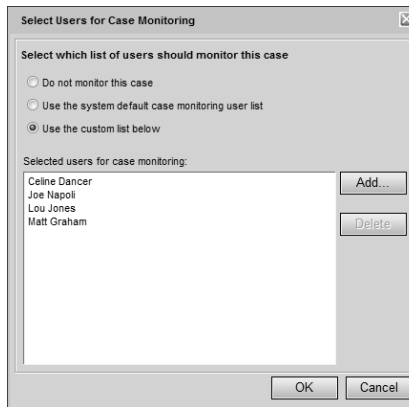 Select Users for Case Monitoring
Select which list of users should monitor this case
Do not monitor this case
Use the system default case monitoring user list
Use the custom list below
Selected users for case monitoring:
Celine Dancer
Joe Napoli
Lou Jones
Matt Graham
Add...
Delete
OK
Cancel